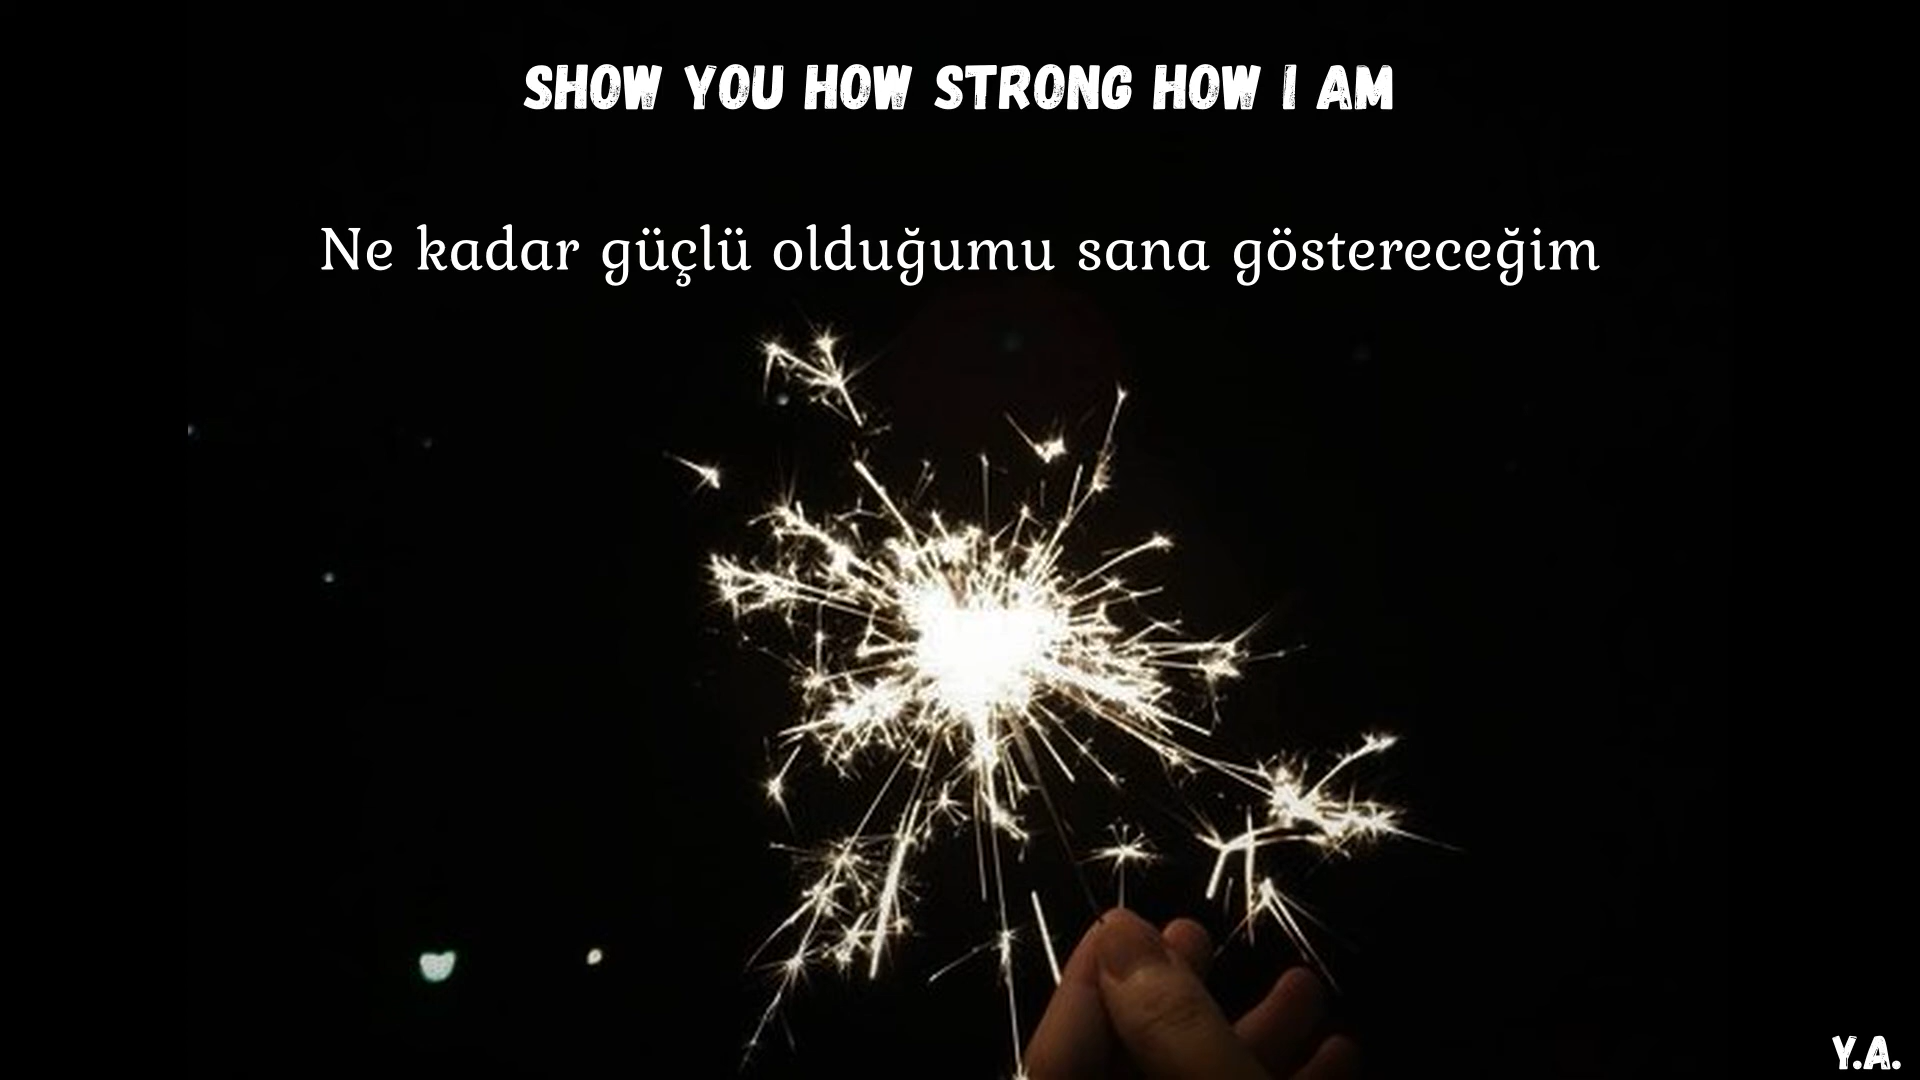 SHOW YOU HOW STRONG HOW I AM
Ne kadar güçlü olduğumu sana göstereceğim
Y.A.